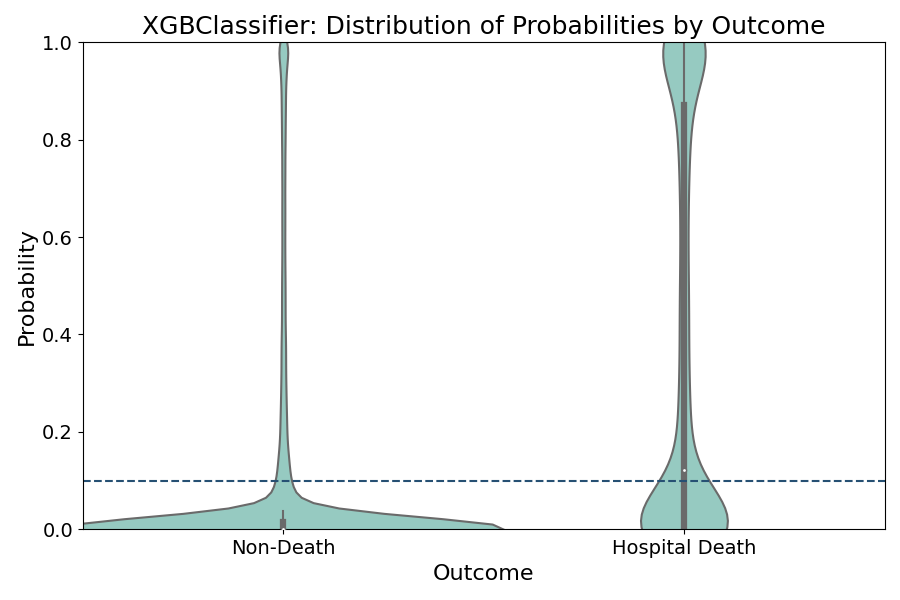 XGBClassifier: Distribution of Probabilities by Outcome
1.0
0.8
0.6
0.4
0.2
0.0
Probability
Non-Death
Hospital Death
Outcome